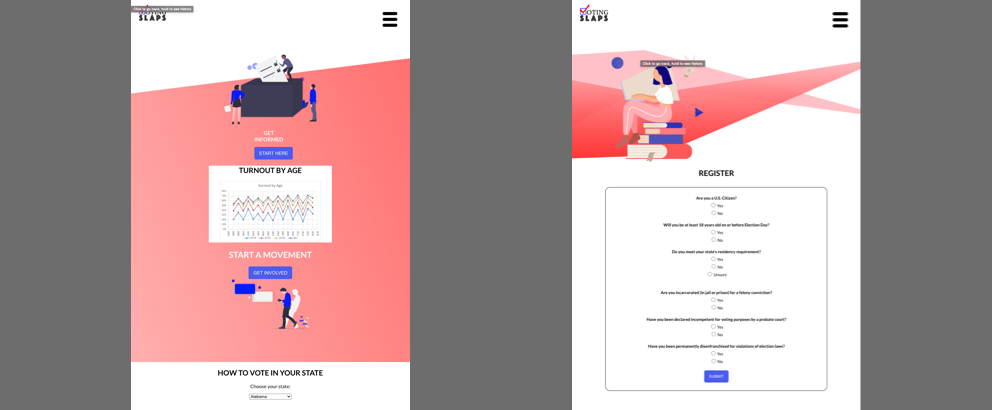 Click to go back, hold to see history
VOTING
SLAPS
GET
INFORMED
START HERE
TURNOUT BY AGE
Turnout by Age
START A MOVEMENT
GET INVOLVED
HOW TO VOTE IN YOUR STATE
Choose your state:
Alabama
VOTING
SLAPS
Click to go back, hold to see history
REGISTER
Are you a U.S. Citizen?
Yes
No
Will you be at least 18 years old on or before Election Day?
Yes
No
Do you meet your state's residency requirement?
Yes
No
Unsure
Are you incarcerated (in jail or prison) for a felony conviction?
Yes
No
Have you been declared incompetent for voting purposes by a probate court?
Yes
No
Have you been permanently disenfranchised for violations of election laws?
Yes
No
SUBMIT